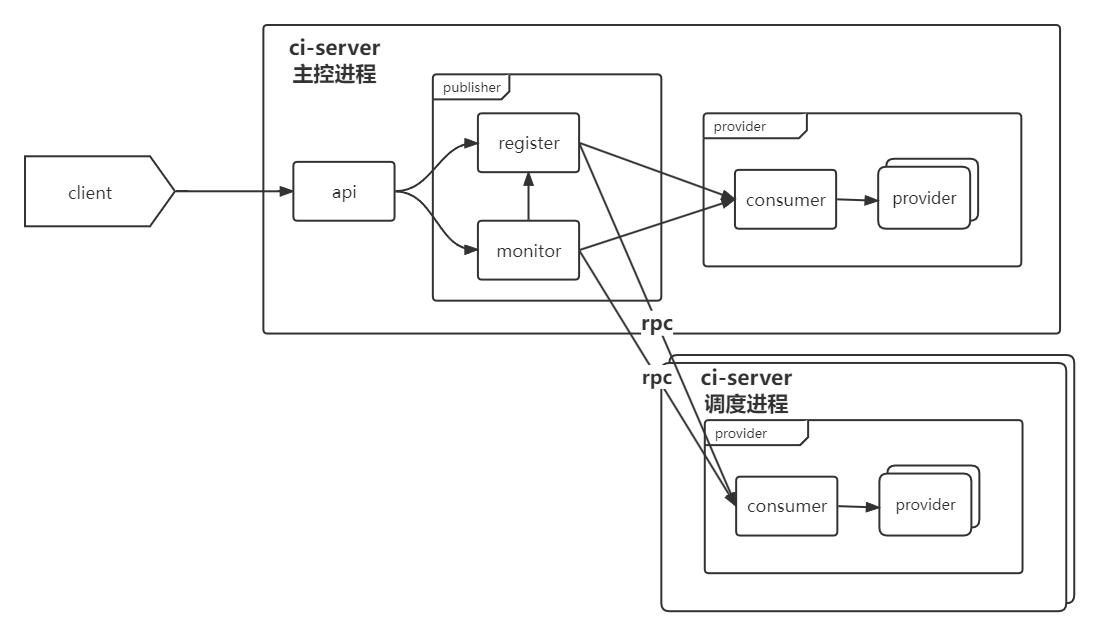 ci-server
主控进程
publisher
register
provider
client
api
consumer
provider
monitor
rpc
rpc
ci-server
调度进程
provider
consumer
provider